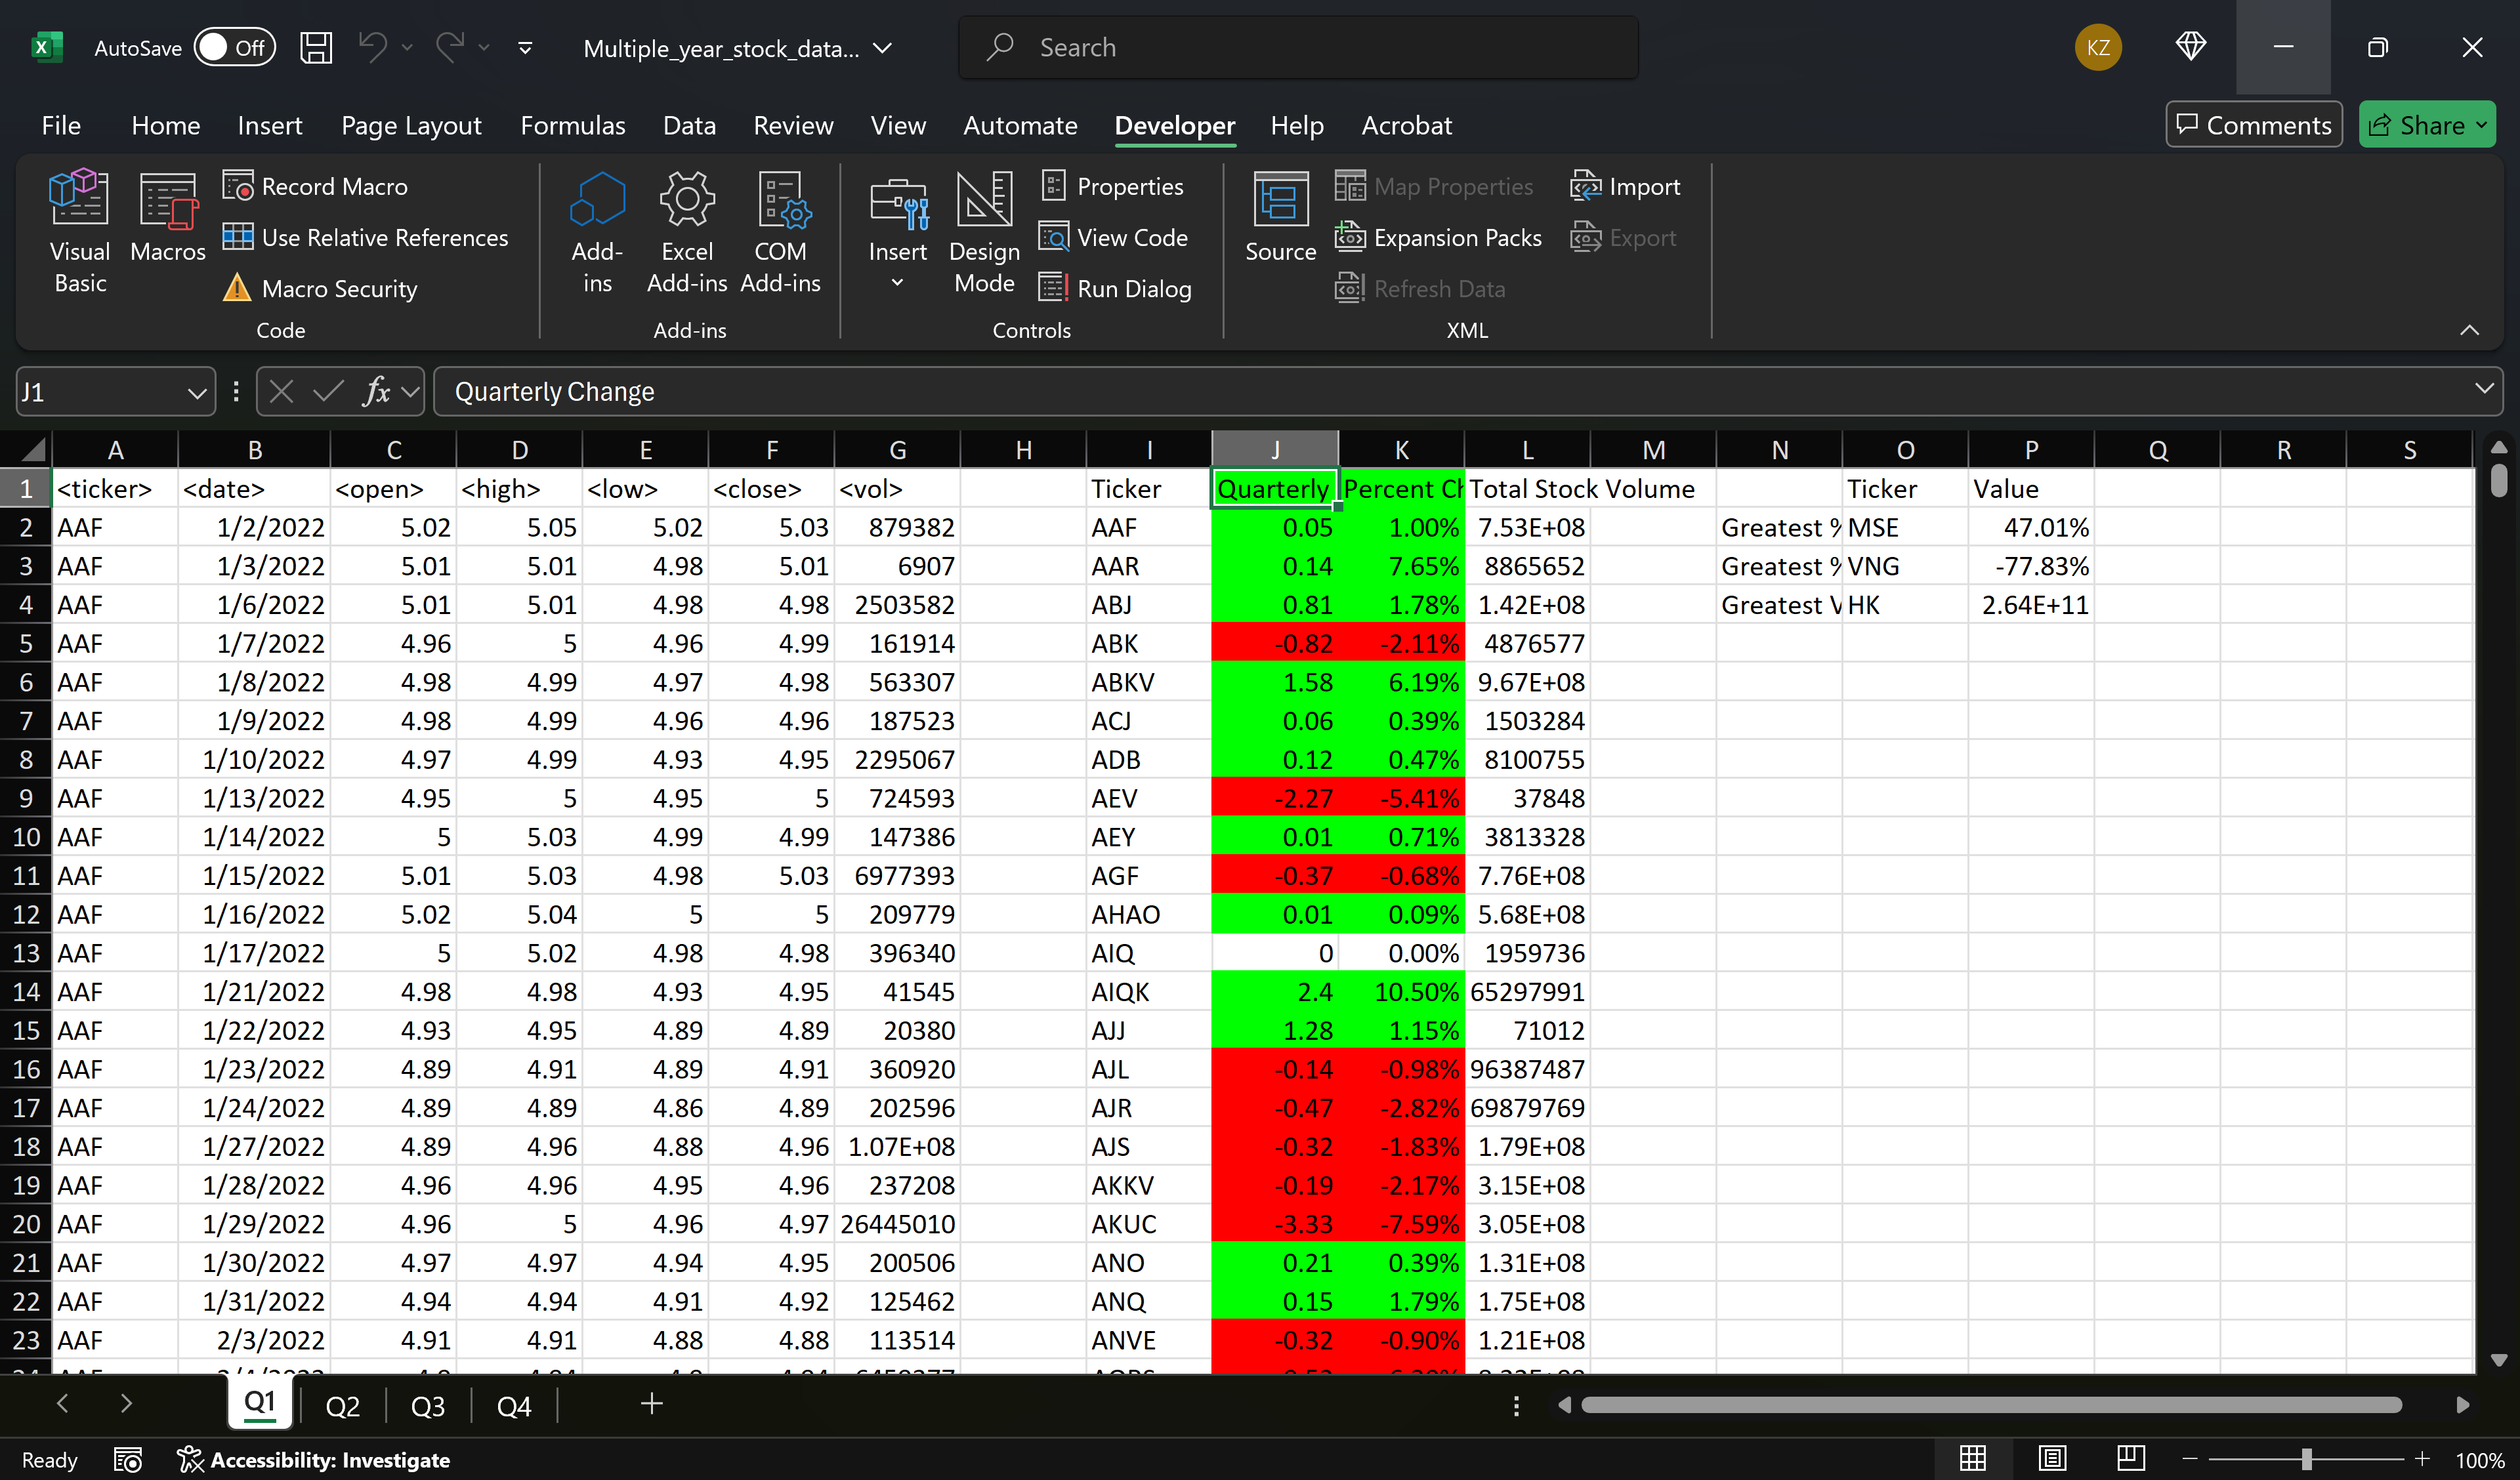 AutoSave Off Multiple_year_stock_data... Search KZ
File Home Insert Page Layout Formulas Data Review View Automate Developer Help Acrobat Comments Share
Visual Basic
Macros
Record Macro
Use Relative References
Macro Security
Code
Add-ins
Excel Add-ins
COM Add-ins
Add-ins
Insert
Design Mode
Properties
View Code
Run Dialog
Controls
Source
Map Properties
Expansion Packs
Refresh Data
Import
Export
XML
J1 fx Quarterly Change
A B C D E F G H I J K L M N O P Q R S
1 <ticker> <date> <open> <high> <low> <close> <vol> Ticker Quarterly Percent Total Stock Volume Ticker Value
2 AAF 1/2/2022 5.02 5.05 5.02 5.03 879382 AAF 0.05 1.00% 7.53E+08 Greatest % MSE 47.01%
3 AAF 1/3/2022 5.01 5.01 4.98 5.01 6907 AAR 0.14 7.65% 8865652 Greatest % VNG -77.83%
4 AAF 1/6/2022 5.01 5.01 4.98 4.98 2503582 ABJ 0.81 1.78% 1.42E+08 Greatest V HK 2.64E+11
5 AAF 1/7/2022 4.96 5 4.96 4.99 161914 ABK -0.82 -2.11% 4876577
6 AAF 1/8/2022 4.98 4.99 4.97 4.98 563307 ABKV 1.58 6.19% 9.67E+08
7 AAF 1/9/2022 4.98 4.99 4.96 4.96 187523 ACJ 0.06 0.39% 1503284
8 AAF 1/10/2022 4.97 4.99 4.93 4.95 2295067 ADB 0.12 0.47% 8100755
9 AAF 1/13/2022 4.95 5 4.95 5 724593 AEV -2.27 -5.41% 37848
10 AAF 1/14/2022 5 5.03 4.99 4.99 147386 AEY 0.01 0.71% 3813328
11 AAF 1/15/2022 5.01 5.03 4.98 5.03 6977393 AGF -0.37 -0.68% 7.76E+08
12 AAF 1/16/2022 5.02 5.04 5 5 209779 AHAO 0.01 0.09% 5.68E+08
13 AAF 1/17/2022 5 5.02 4.98 4.98 396340 AIQ 0 0.00% 1959736
14 AAF 1/21/2022 4.98 4.98 4.93 4.95 41545 AIQK 2.4 10.50% 65297991
15 AAF 1/22/2022 4.93 4.95 4.89 4.89 20380 AJJ 1.28 1.15% 71012
16 AAF 1/23/2022 4.89 4.91 4.89 4.91 360920 AJL -0.14 -0.98% 96387487
17 AAF 1/24/2022 4.89 4.89 4.86 4.89 202596 AJR -0.47 -2.82% 69879769
18 AAF 1/27/2022 4.89 4.96 4.88 4.96 1.07E+08 AJS -0.32 -1.83% 1.79E+08
19 AAF 1/28/2022 4.96 4.96 4.95 4.96 237208 AKKV -0.19 -2.17% 3.15E+08
20 AAF 1/29/2022 4.96 5 4.96 4.97 26445010 AKUC -3.33 -7.59% 3.05E+08
21 AAF 1/30/2022 4.97 4.97 4.94 4.95 200506 ANO 0.21 0.39% 1.31E+08
22 AAF 1/31/2022 4.94 4.94 4.91 4.92 125462 ANQ 0.15 1.79% 1.75E+08
23 AAF 2/3/2022 4.91 4.91 4.88 4.88 113514 ANVE -0.32 -0.90% 1.21E+08
Q1 Q2 Q3 Q4
Ready Accessibility: Investigate 100%